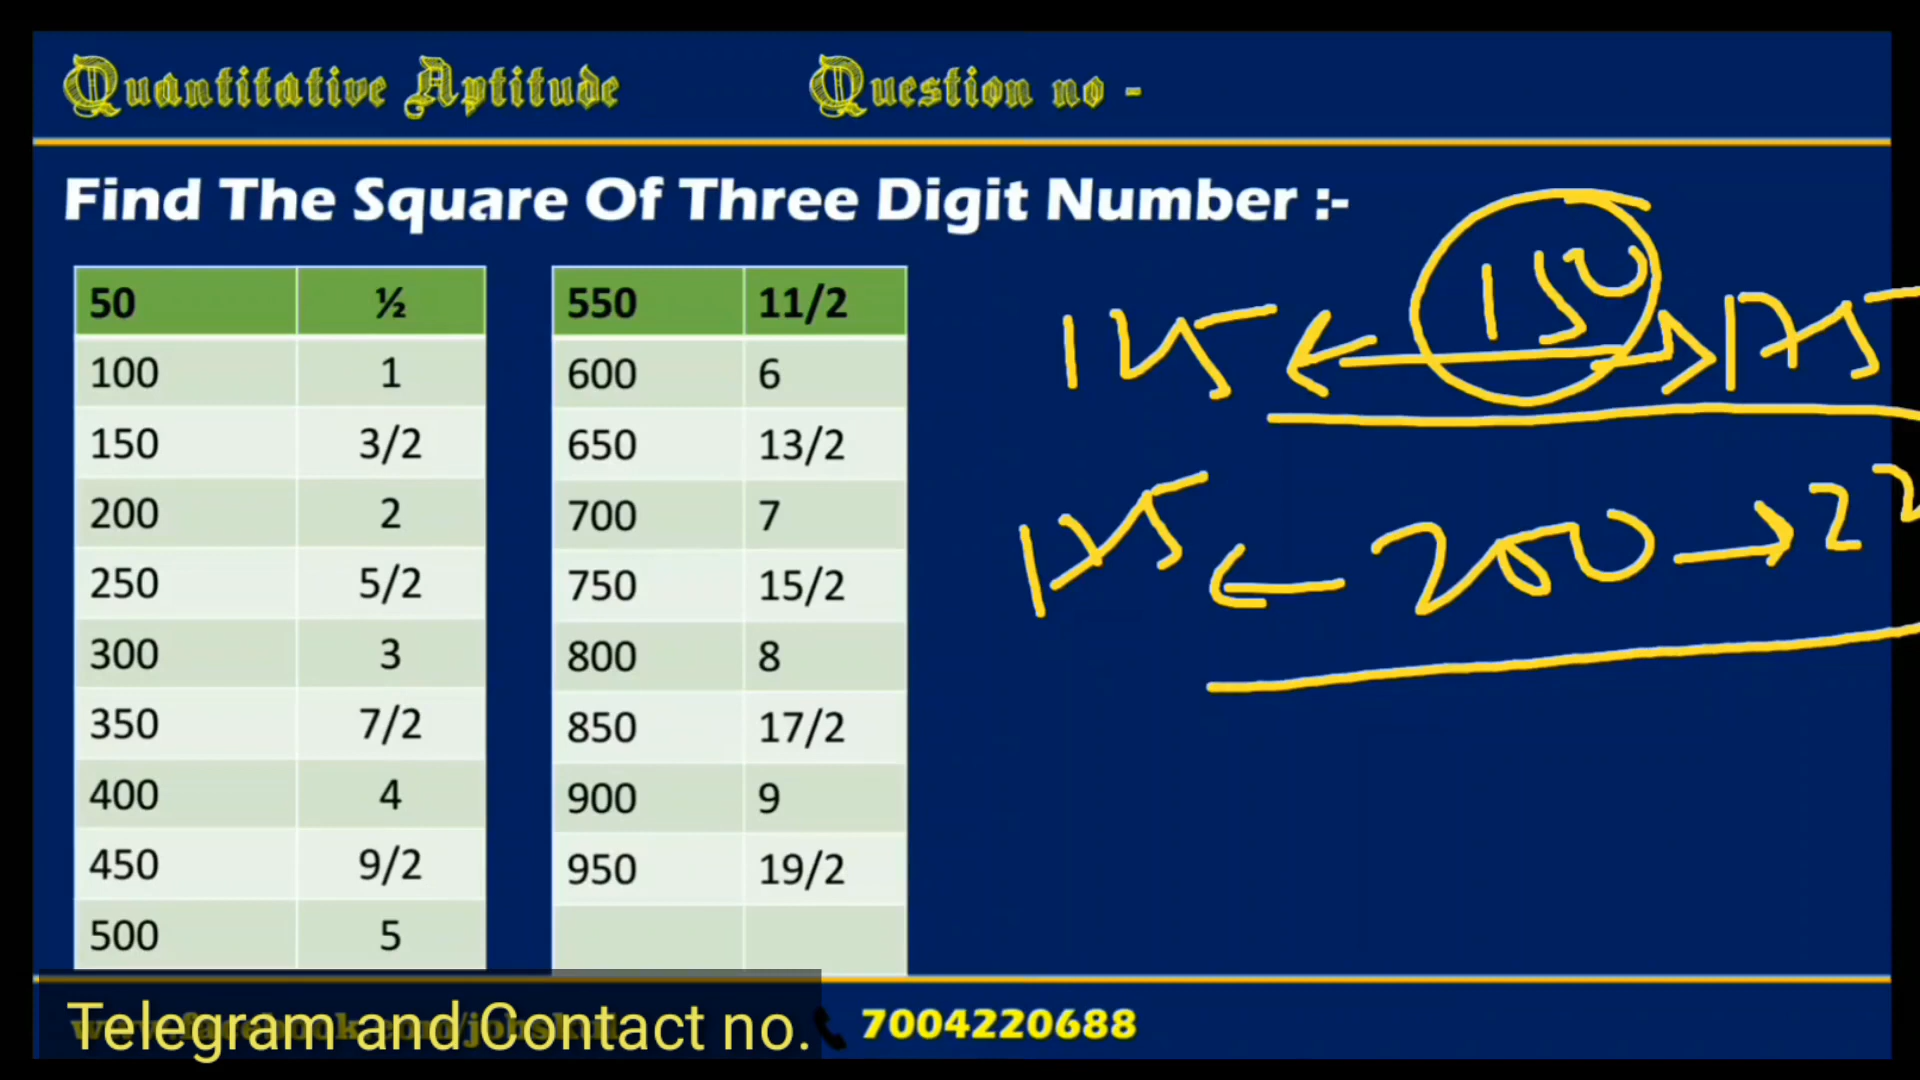 Quantitative Aptitude Question no -
Find The Square Of Three Digit Number :-
50 ½ 550 11/2
100 1 600 6
150 3/2 650 13/2
200 2 700 7
250 5/2 750 15/2
300 3 800 8
350 7/2 850 17/2
400 4 900 9
450 9/2 950 19/2
500 5
125 150 175
175 200 22
Telegram and Contact no. 7004220688